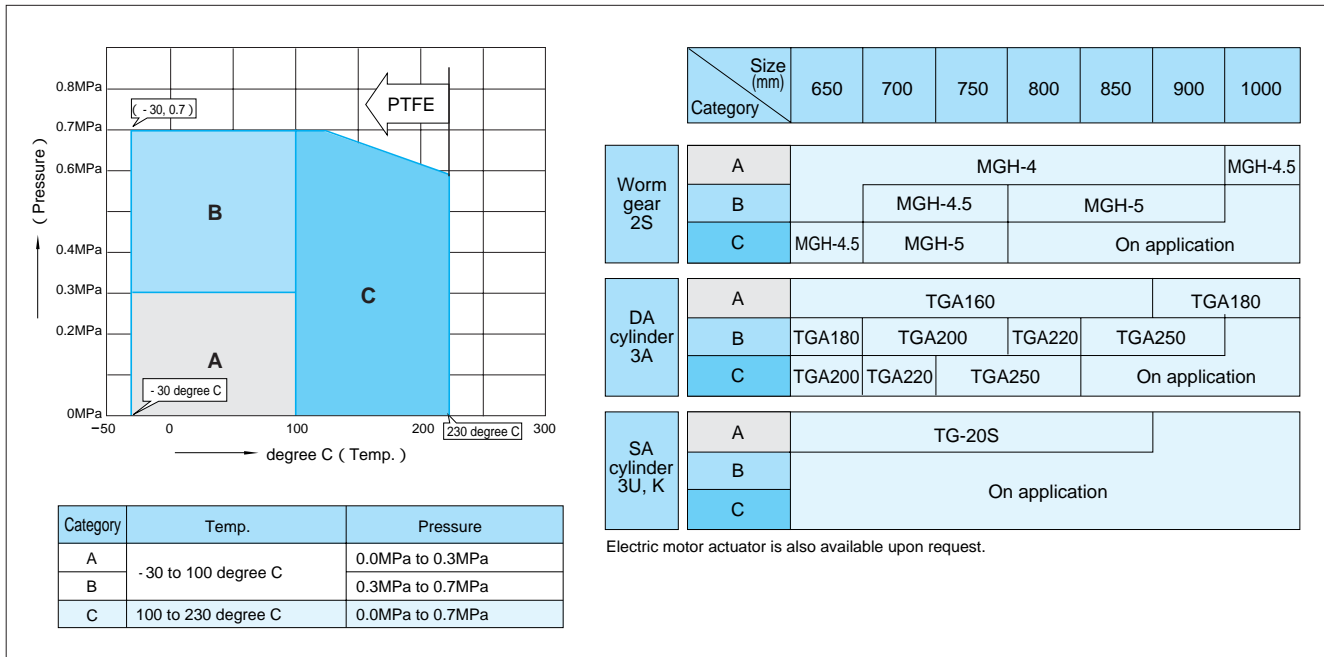 0.8MPa
( - 30, 0.7 )
PTFE
0.7MPa
0.6MPa
0.4MPa
0.3MPa
0.2MPa
0MPa
( Pressure )
B
A
C
- 30 degree C
230 degree C
−50 0 100 200 300
degree C ( Temp. )
Category Temp. Pressure
A - 30 to 100 degree C 0.0MPa to 0.3MPa
B 0.3MPa to 0.7MPa
C 100 to 230 degree C 0.0MPa to 0.7MPa
Size
(mm)
Category
650 700 750 800 850 900 1000
Worm
gear
2S
A MGH-4 MGH-4.5
B MGH-4.5 MGH-5
C MGH-4.5 MGH-5 On application
DA
cylinder
3A
A TGA160 TGA180
B TGA180 TGA200 TGA220 TGA250
C TGA200 TGA220 TGA250 On application
SA
cylinder
3U, K
A TG-20S
B
On application
C
Electric motor actuator is also available upon request.